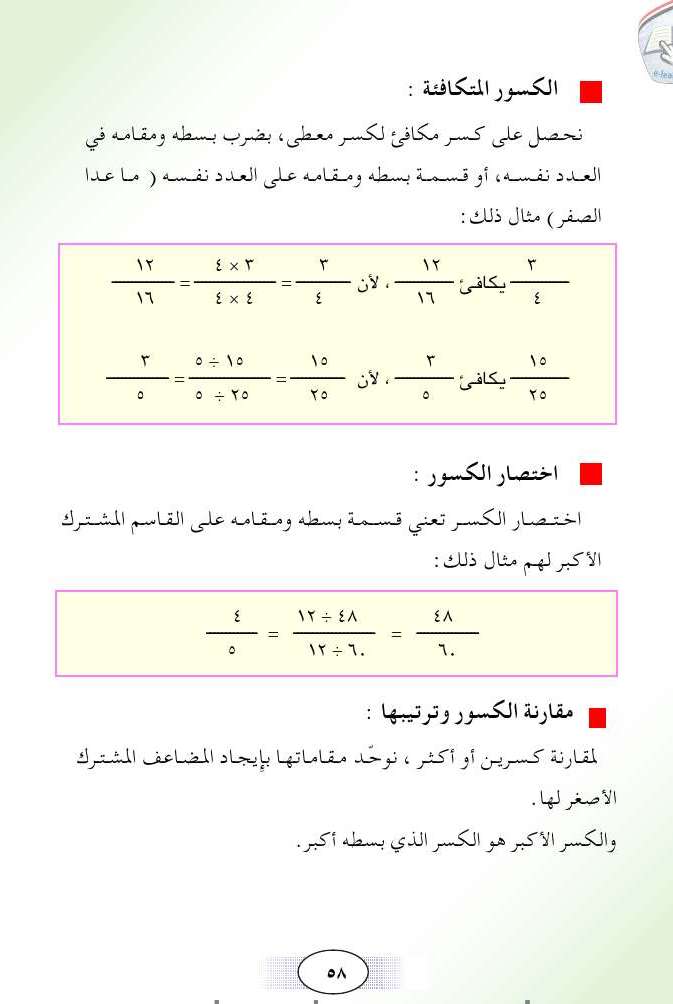 e-lea
الكسور المتكافئة :
نحصل على كسر مكافئ لكسر معطى، بضرب بسطه ومقامه في
العدد نفسه، أو قسمة بسطه ومقامه على العدد نفسه ( ما عدا
الصفر) مثال ذلك:
٣/٤ يكافئ ١٢/١٦ ، لأن ٣/٤ = ٣ × ٤/٤ × ٤ = ١٢/١٦
١٥/٢٥ يكافئ ٣/٥ ، لأن ١٥/٢٥ = ١٥ ÷ ٥/٢٥ ÷ ٥ = ٣/٥
اختصار الكسور :
اختصار الكسر تعني قسمة بسطه ومقامه على القاسم المشترك
الأكبر لهم مثال ذلك:
٤٨/٦٠ = ٤٨ ÷ ١٢/٦٠ ÷ ١٢ = ٤/٥
مقارنة الكسور وترتيبها :
لمقارنة كسرين أو أكثر ، نوحّد مقاماتها بإيجاد المضاعف المشترك
الأصغر لها.
والكسر الأكبر هو الكسر الذي بسطه أكبر.
٥٨